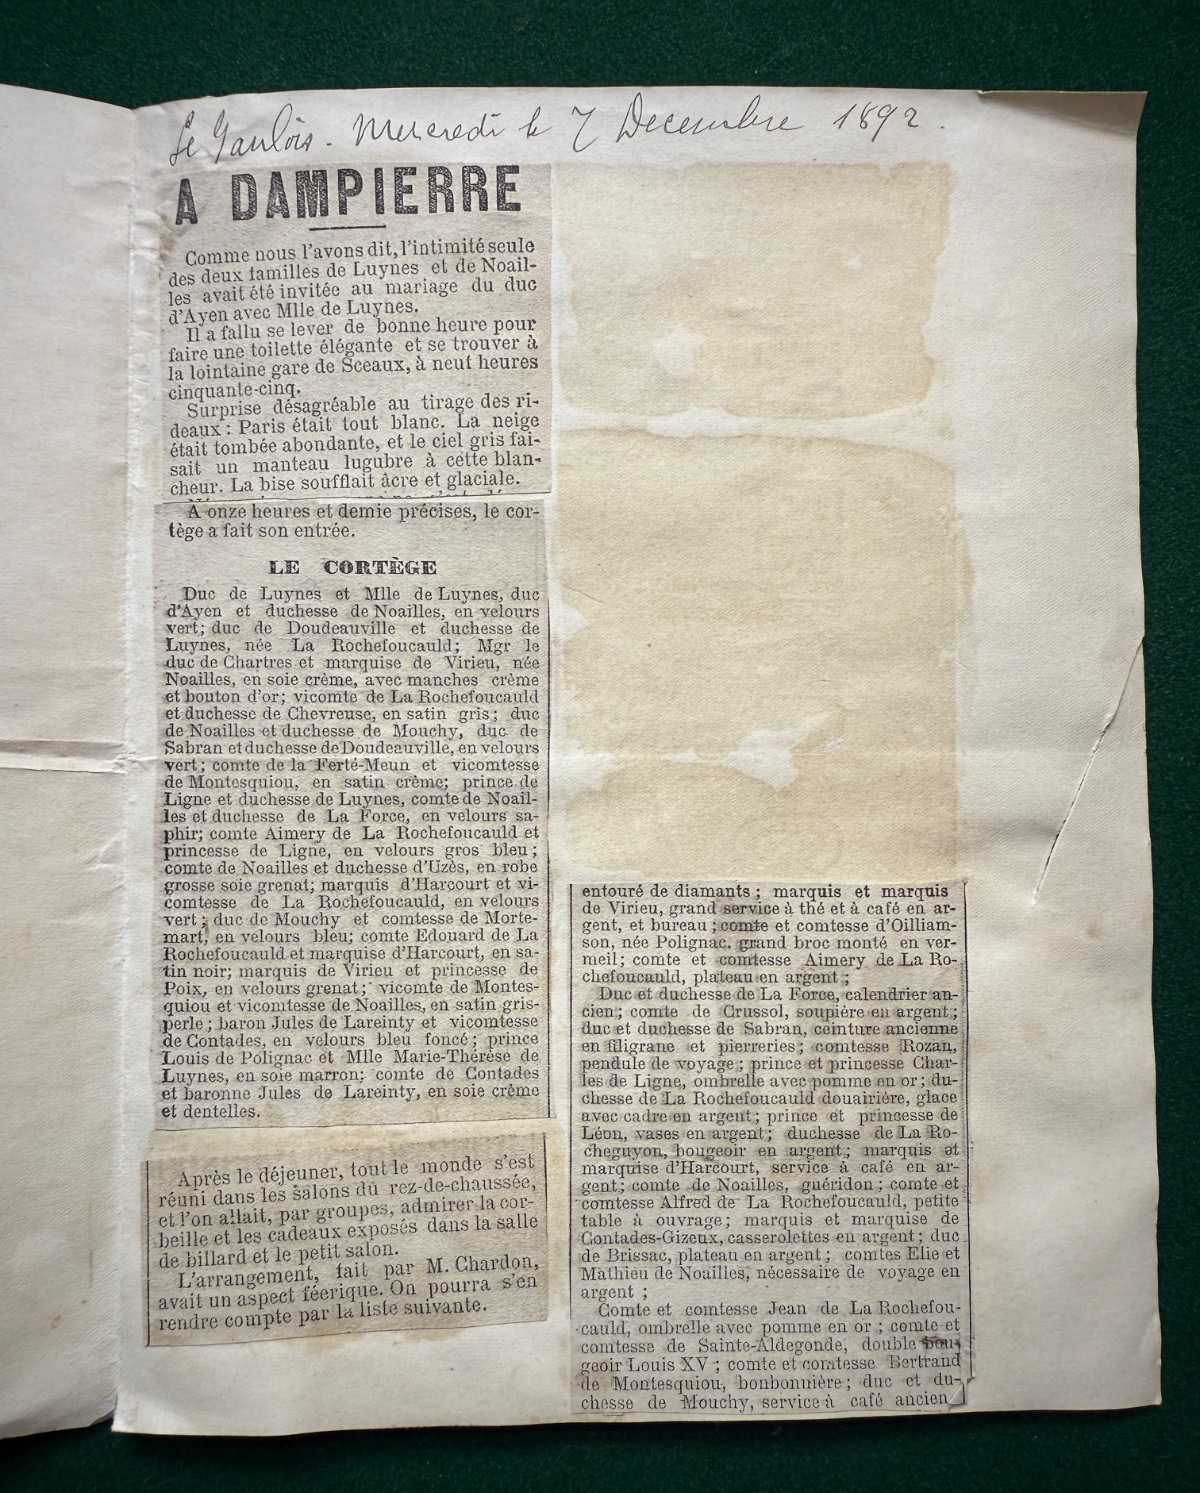 Le Gaulois. Mercredi le 7 Decembre 1892.
A DAMPIERRE
Comme nous l'avons dit, l'intimité seule
des deux familles de Luynes et de Noail-
les avait été invitée au mariage du duc
d'Ayen avec Mlle de Luynes.
Il a fallu se lever de bonne heure pour
faire une toilette élégante et se trouver à
la lointaine gare de Sceaux, à neuf heures
cinquante-cinq.
Surprise désagréable au tirage des ri-
deaux : Paris était tout blanc. La neige
était tombée abondante, et le ciel gris fai-
sait un manteau lugubre à cette blan-
cheur. La bise soufflait âcre et glaciale.
A onze heures et demie précises, le cor-
tège a fait son entrée.
LE CORTÈGE
Duc de Luynes et Mlle de Luynes, duc
d'Ayen et duchesse de Noailles, en velours
vert; duc de Doudeauville et duchesse de
Luynes, née La Rochefoucauld; Mgr le
duc de Chartres et marquise de Virieu, née
Noailles, en soie crème, avec manches crème
et bouton d'or; vicomte de La Rochefoucauld
et duchesse de Chevreuse, en satin gris; duc
de Noailles et duchesse de Mouchy, duc de
Sabran et duchesse de Doudeauville, en velours
vert; comte de la Ferté-Meun et vicomtesse
de Montesquiou, en satin crème; prince de
Ligne et duchesse de Luynes, comte de Noail-
les et duchesse de La Force, en velours sa-
phir; comte Aimery de La Rochefoucauld et
princesse de Ligne, en velours gros bleu;
comte de Noailles et duchesse d'Uzès, en robe
grosse soie grenat; marquis d'Harcourt et vi-
comtesse de La Rochefoucauld, en velours
vert; duc de Mouchy et comtesse de Morte-
mart, en velours bleu; comte Edouard de La
Rochefoucauld et marquise d'Harcourt, en sa-
tin noir; marquis de Virieu et princesse de
Poix, en velours grenat; vicomte de Montes-
quiou et vicomtesse de Noailles, en satin gris-
perle; baron Jules de Lareinty et vicomtesse
de Contades, en velours bleu foncé; prince
Louis de Polignac et Mlle Marie-Thérèse de
Luynes, en soie marron; comte de Contades
et baronne Jules de Lareinty, en soie crème
et dentelles.
Après le déjeuner, tout le monde s'est
réuni dans les salons du rez-de-chaussée,
et l'on allait, par groupes, admirer la cor-
beille et les cadeaux exposés dans la salle
de billard et le petit salon.
L'arrangement, fait par M. Chardon,
avait un aspect féerique. On pourra s'en
rendre compte par la liste suivante.
entouré de diamants; marquis et marquis
de Virieu, grand service à thé et à café en ar-
gent, et bureau; comte et comtesse d'Oilliam-
son, née Polignac, grand broc monté en ver-
meil; comte et comtesse Aimery de La Ro-
chefoucauld, plateau en argent;
Duc et duchesse de La Force, calendrier an-
cien; comte de Crussol, soupière en argent;
duc et duchesse de Sabran, ceinture ancienne
en filigrane et pierreries; comtesse Rozan,
pendule de voyage; prince et princesse Char-
les de Ligne, ombrelle avec pomme en or; du-
chesse de La Rochefoucauld douairière, glace
avec cadre en argent; prince et princesse de
Léon, vases en argent; duchesse de La Ro-
cheguyon, bougeoir en argent; marquis et
marquise d'Harcourt, service à café en ar-
gent; comte de Noailles, guéridon; comte et
comtesse Alfred de La Rochefoucauld, petite
table à ouvrage; marquis et marquise de
Contades-Gizeux, casserolettes en argent; duc
de Brissac, plateau en argent; comtes Elie et
Mathieu de Noailles, nécessaire de voyage en
argent;
Comte et comtesse Jean de La Rochefou-
cauld, ombrelle avec pomme en or; comte et
comtesse de Sainte-Aldegonde, double bou-
geoir Louis XV; comte et comtesse Bertrand
de Montesquiou, bonbonnière; duc et du-
chesse de Mouchy, service à café ancien